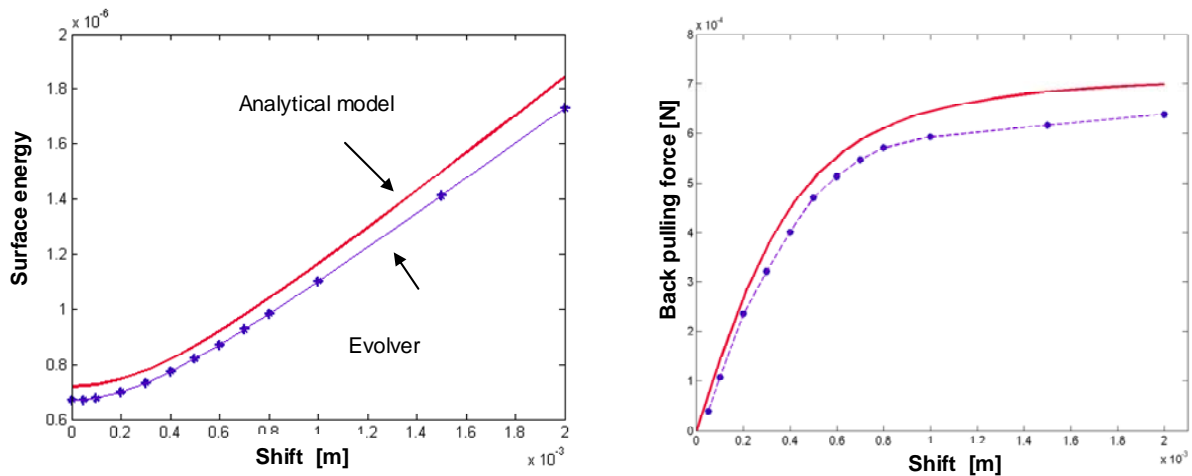 x 10⁻⁶
2
1.8
1.6
1.4
1.2
1
0.8
0.6
Surface energy
Analytical model
Evolver
0 0.2 0.4 0.6 0.8 1 1.2 1.4 1.6 1.8 2
Shift [m]
x 10⁻³
x 10⁻⁴
8
7
6
5
4
3
2
1
0
Back pulling force [N]
0 0.2 0.4 0.6 0.8 1 1.2 1.4 1.6 1.8 2
Shift [m]
x 10⁻³